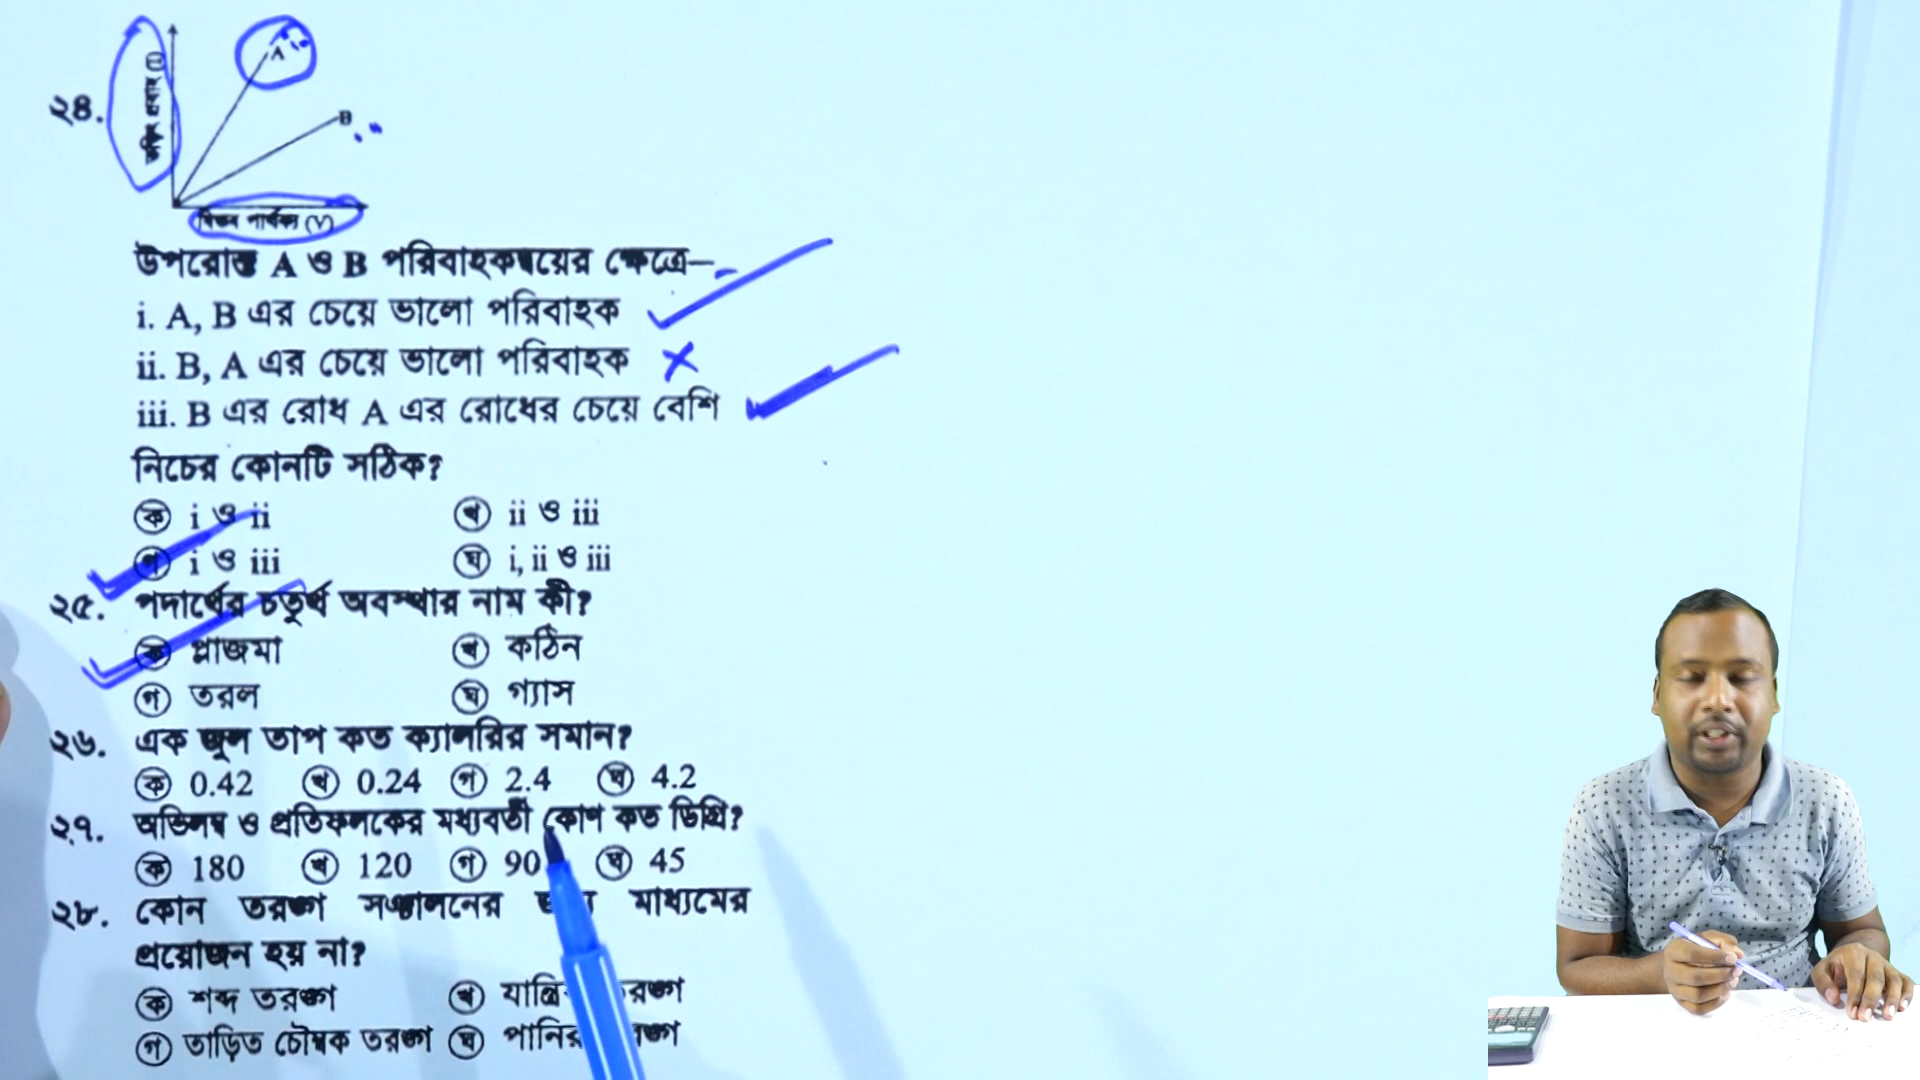 ২৪.
তড়িৎ প্রবাহ (I)
A
B
বিভব পার্থক্য (V)
উপরোক্ত A ও B পরিবাহকদ্বয়ের ক্ষেত্রে—
i. A, B এর চেয়ে ভালো পরিবাহক
ii. B, A এর চেয়ে ভালো পরিবাহক
iii. B এর রোধ A এর রোধের চেয়ে বেশি
নিচের কোনটি সঠিক?
ক i ও ii খ ii ও iii
গ i ও iii ঘ i, ii ও iii
২৫. পদার্থের চতুর্থ অবস্থার নাম কী?
ক প্লাজমা খ কঠিন
গ তরল ঘ গ্যাস
২৬. এক জুল তাপ কত ক্যালরির সমান?
ক 0.42 খ 0.24 গ 2.4 ঘ 4.2
২৭. অভিলম্ব ও প্রতিফলকের মধ্যবর্তী কোণ কত ডিগ্রি?
ক 180 খ 120 গ 90 ঘ 45
২৮. কোন তরঙ্গ সঞ্চালনের মাধ্যমের
প্রয়োজন হয় না?
ক শব্দ তরঙ্গ খ
গ তাড়িত চৌম্বক তরঙ্গ ঘ